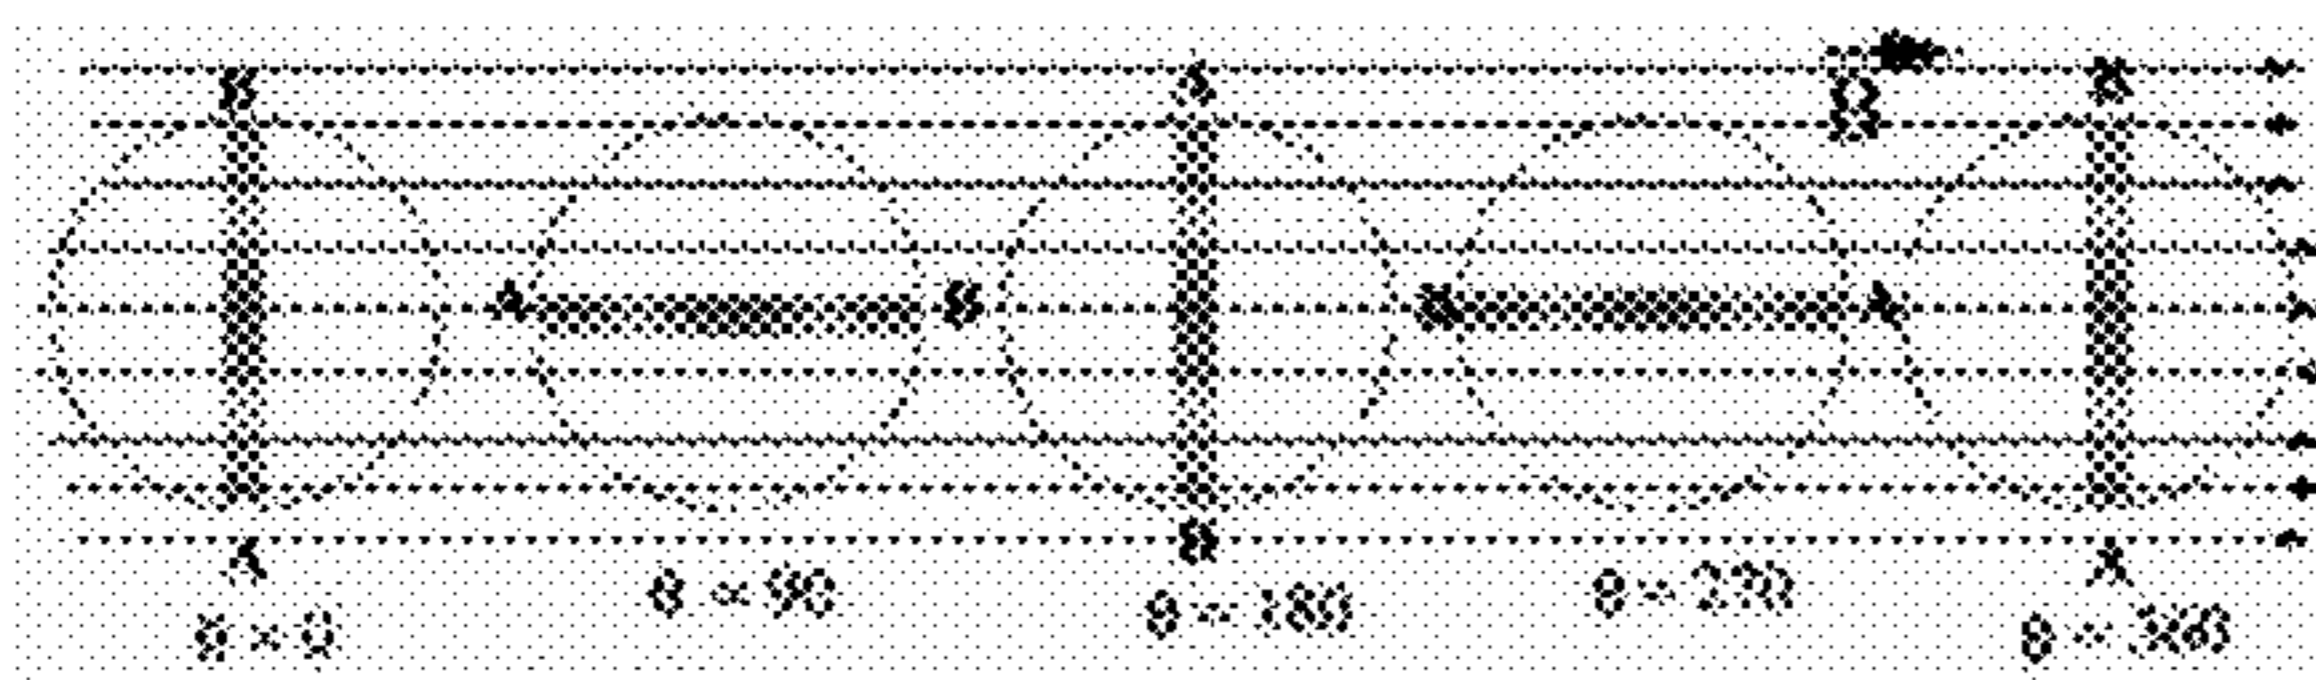 B A B
B
A B B A
A B A
θ = 0 θ = 90 θ = 180 θ = 270 θ = 360